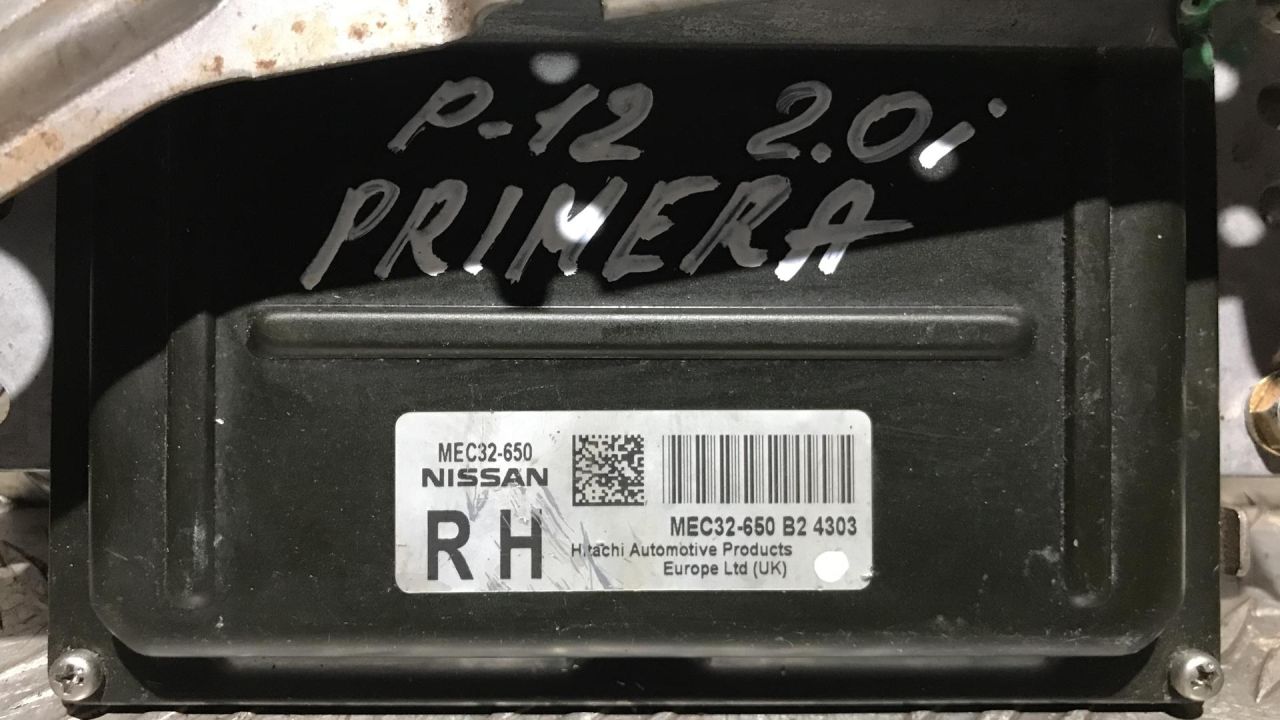 P-12 2.0i
PRIMERA
MEC32-650
NISSAN
RH
MEC32-650 B2 4303
Hitachi Automotive Products
Europe Ltd (UK)